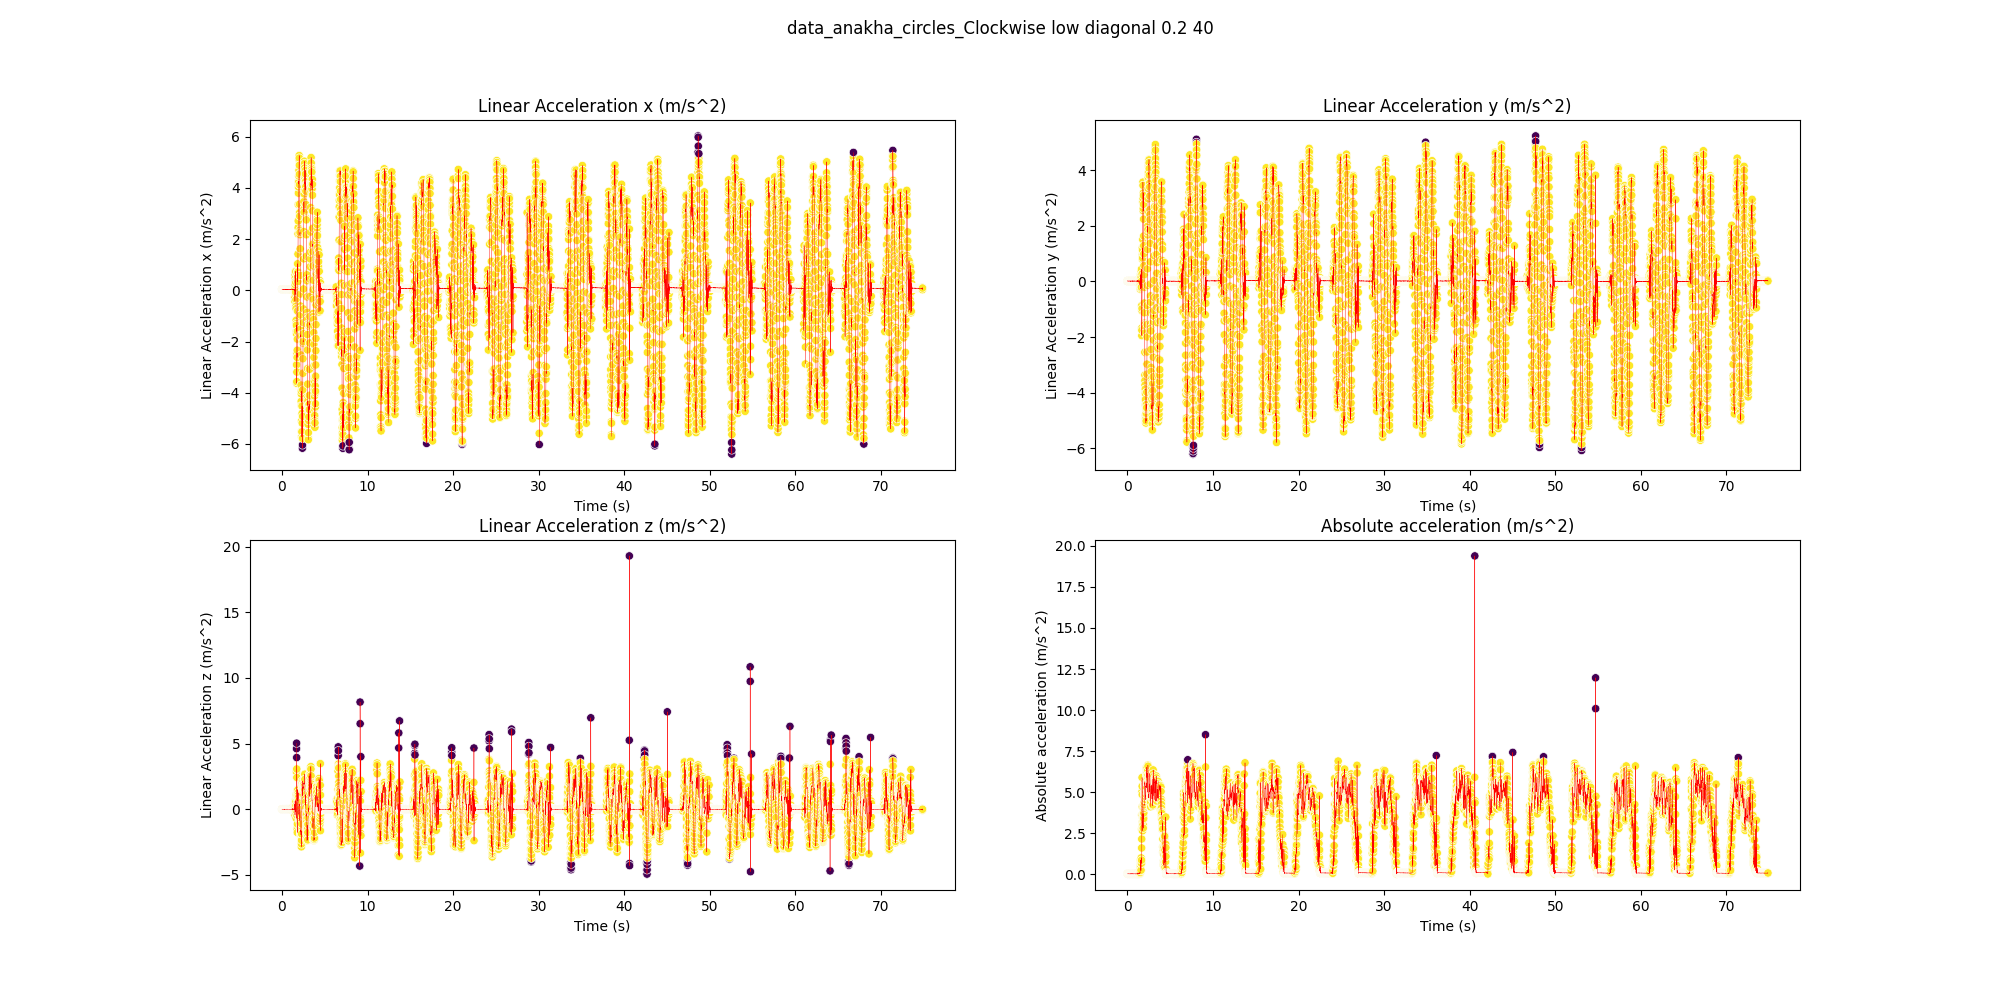 data_anakha_circles_Clockwise low diagonal 0.2 40
Linear Acceleration x (m/s^2)
Linear Acceleration x (m/s^2)
6
4
2
0
−2
−4
−6
0 10 20 30 40 50 60 70
Time (s)
Linear Acceleration y (m/s^2)
Linear Acceleration y (m/s^2)
4
2
0
−2
−4
−6
0 10 20 30 40 50 60 70
Time (s)
Linear Acceleration z (m/s^2)
Linear Acceleration z (m/s^2)
20
15
10
5
0
−5
0 10 20 30 40 50 60 70
Time (s)
Absolute acceleration (m/s^2)
Absolute acceleration (m/s^2)
20.0
17.5
15.0
12.5
10.0
7.5
5.0
2.5
0.0
0 10 20 30 40 50 60 70
Time (s)